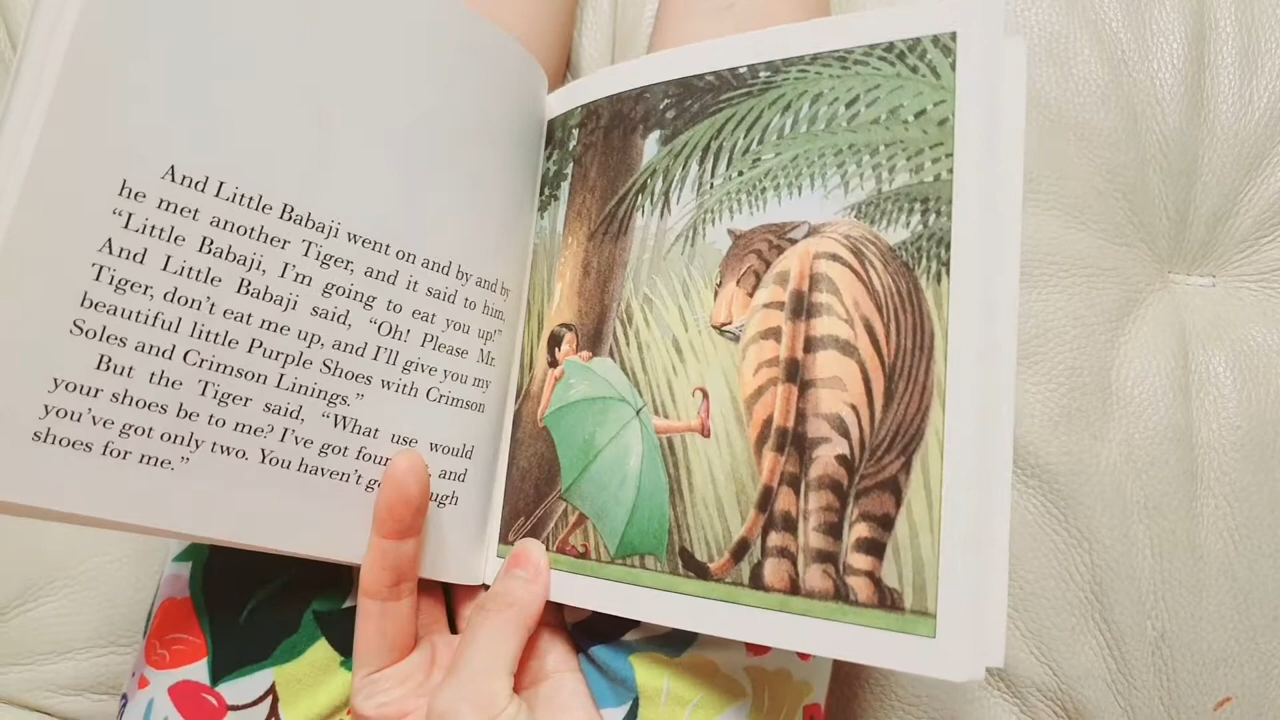 And Little Babaji went on and by and by
he met another Tiger, and it said to him,
“Little Babaji, I’m going to eat you up!”
And Little Babaji said, “Oh! Please Mr.
Tiger, don’t eat me up, and I’ll give you my
beautiful little Purple Shoes with Crimson
Soles and Crimson Linings.”
But the Tiger said, “What use would
your shoes be to me? I’ve got four and
you’ve got only two. You haven’t
shoes for me.”